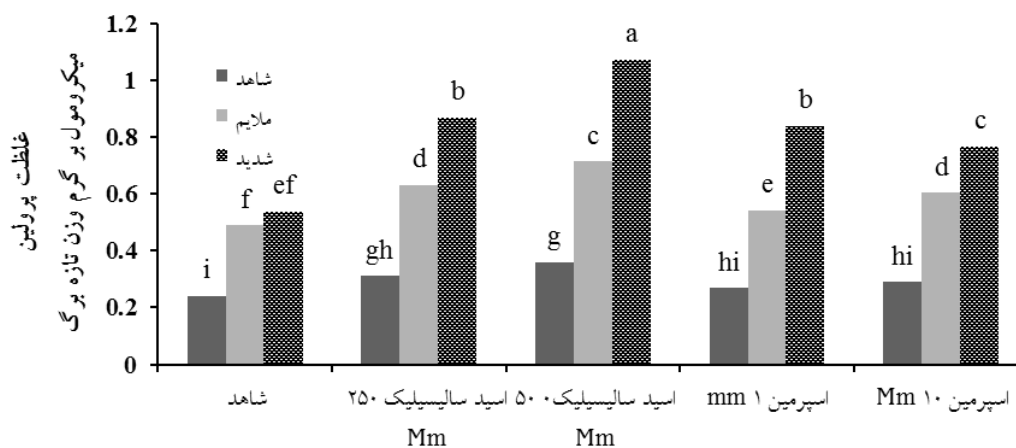 غلظت پرولین
میکرومول بر گرم وزن تازه برگ
1.2
1
0.8
0.6
0.4
0.2
0
شاهد
ملایم
شدید
i
f
ef
gh
d
b
g
c
a
hi
e
b
hi
d
c
شاهد
اسید سالیسیلیک ۲۵۰
Mm
اسید سالیسیلیک۰ ۵۰
Mm
اسپرمین ۱ mm
اسپرمین ۱۰ Mm